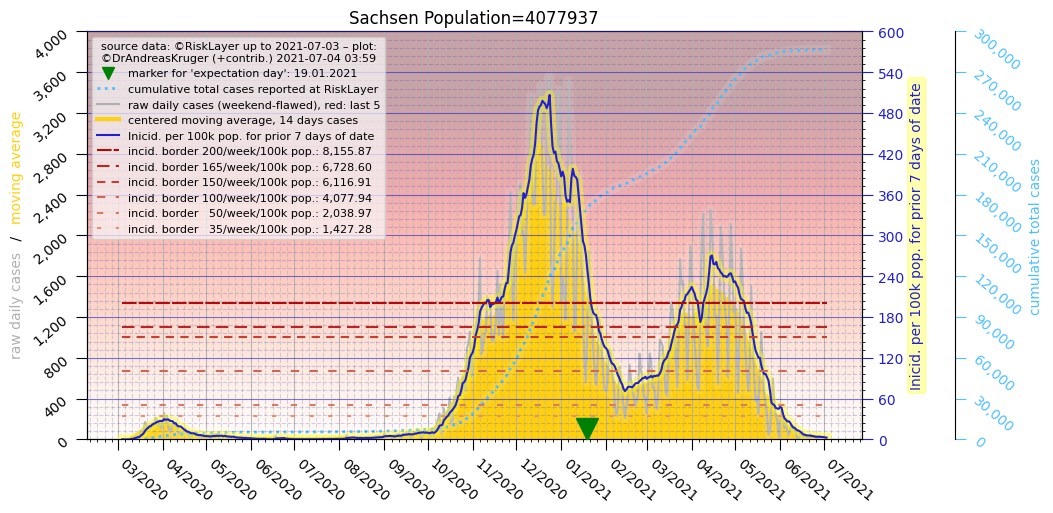 Sachsen Population=4077937
source data: ©RiskLayer up to 2021-07-03 – plot:
©DrAndreasKruger (+contrib.) 2021-07-04 03:59
marker for 'expectation day': 19.01.2021
cumulative total cases reported at RiskLayer
raw daily cases (weekend-flawed), red: last 5
centered moving average, 14 days cases
Inicid. per 100k pop. for prior 7 days of date
incid. border 200/week/100k pop.: 8,155.87
incid. border 165/week/100k pop.: 6,728.60
incid. border 150/week/100k pop.: 6,116.91
incid. border 100/week/100k pop.: 4,077.94
incid. border   50/week/100k pop.: 2,038.97
incid. border   35/week/100k pop.: 1,427.28
raw daily cases / moving average
4,000
3,600
3,200
2,800
2,400
2,000
1,600
1,200
800
400
0
03/2020
04/2020
05/2020
06/2020
07/2020
08/2020
09/2020
10/2020
11/2020
12/2020
01/2021
02/2021
03/2021
04/2021
05/2021
06/2021
07/2021
600
540
480
420
360
300
240
180
120
60
0
Inicid. per 100k pop. for prior 7 days of date
300,000
270,000
240,000
210,000
180,000
150,000
120,000
90,000
60,000
30,000
0
cumulative total cases